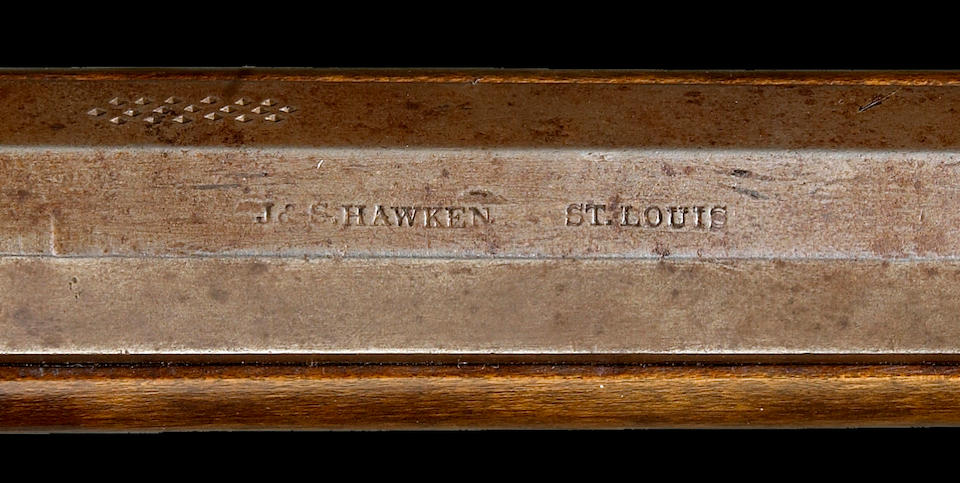 J & S. HAWKEN ST. LOUIS